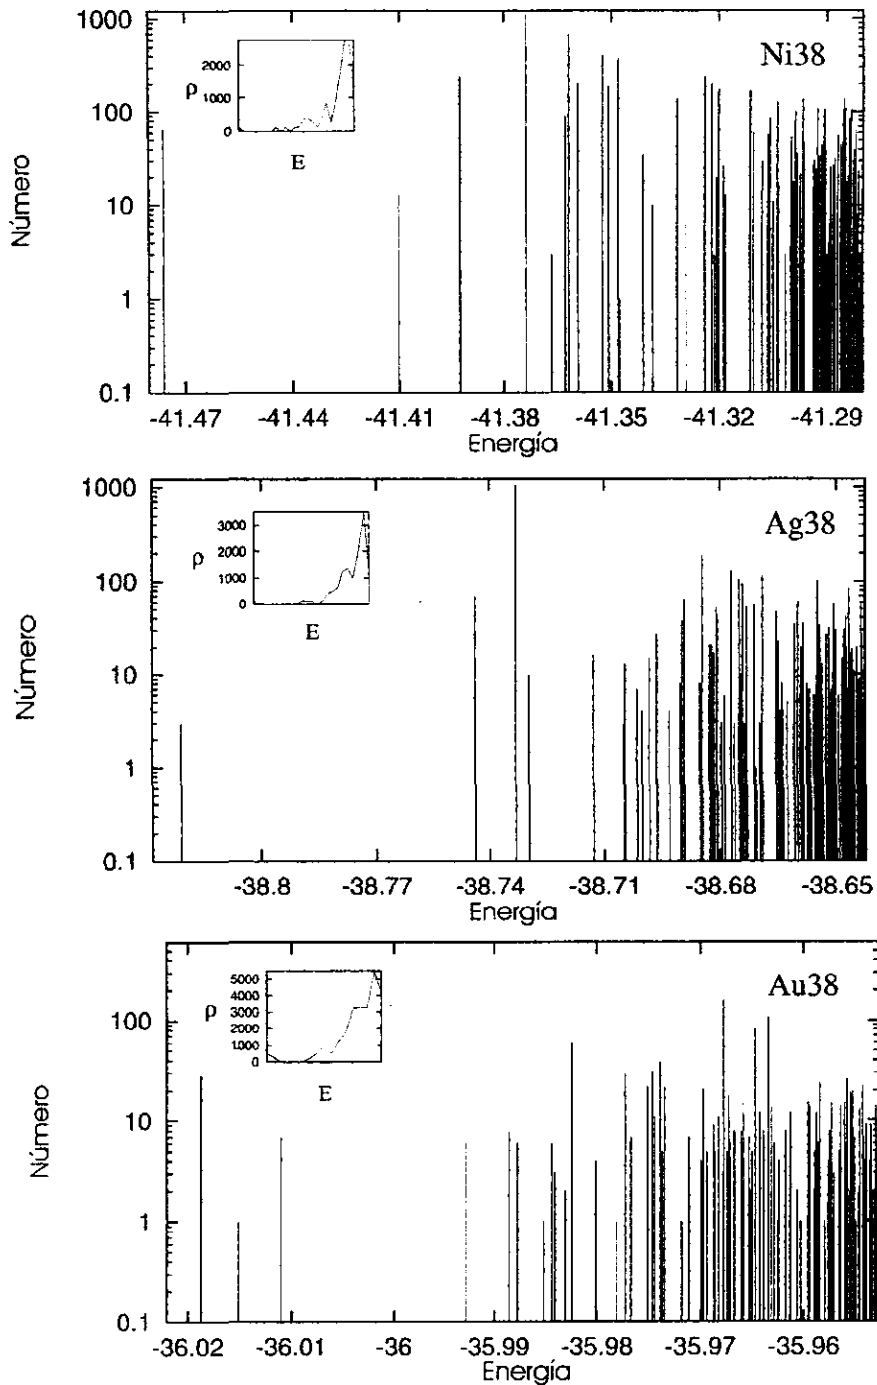 Ni38
Número
1000
100
10
1
0.1
ρ
2000
1000
0
E
-41.47 -41.44 -41.41 -41.38 -41.35 -41.32 -41.29
Energía
Ag38
Número
1000
100
10
1
0.1
ρ
3000
2000
1000
0
E
-38.8 -38.77 -38.74 -38.71 -38.68 -38.65
Energía
Au38
Número
100
10
1
0.1
ρ
5000
4000
3000
2000
1.000
0
E
-36.02 -36.01 -36 -35.99 -35.98 -35.97 -35.96
Energía